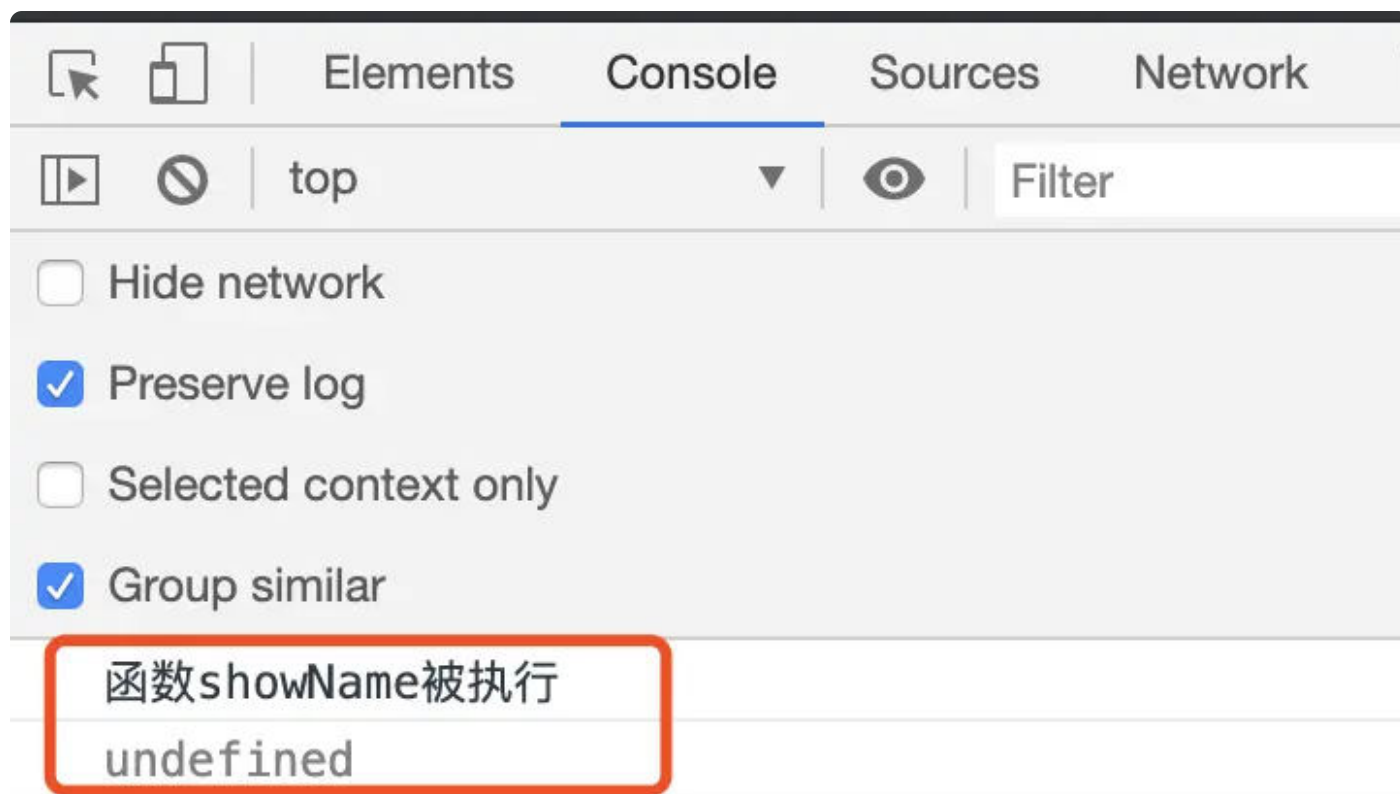 Elements Console Sources Network
top ▼ Filter
Hide network
Preserve log
Selected context only
Group similar
函数showName被执行
undefined